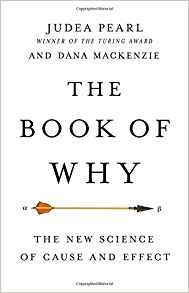 JUDEA PEARL
WINNER OF THE TURING AWARD
AND DANA MACKENZIE
THE
BOOK OF
WHY
α β
THE NEW SCIENCE
OF CAUSE AND EFFECT